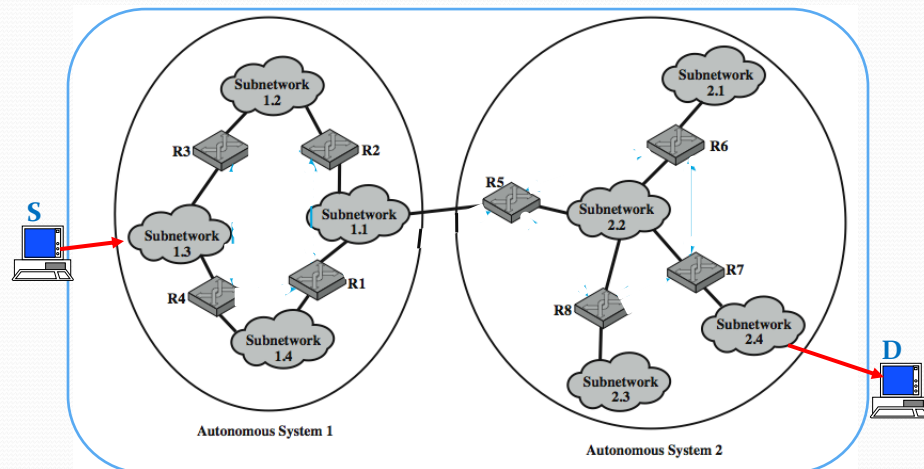 Subnetwork
2.1
Subnetwork
1.2
R3
R2
R6
R5
S
Subnetwork
1.1
Subnetwork
2.2
Subnetwork
1.3
R4
R1
R7
R8
Subnetwork
1.4
Subnetwork
2.4
D
Subnetwork
2.3
Autonomous System 1
Autonomous System 2